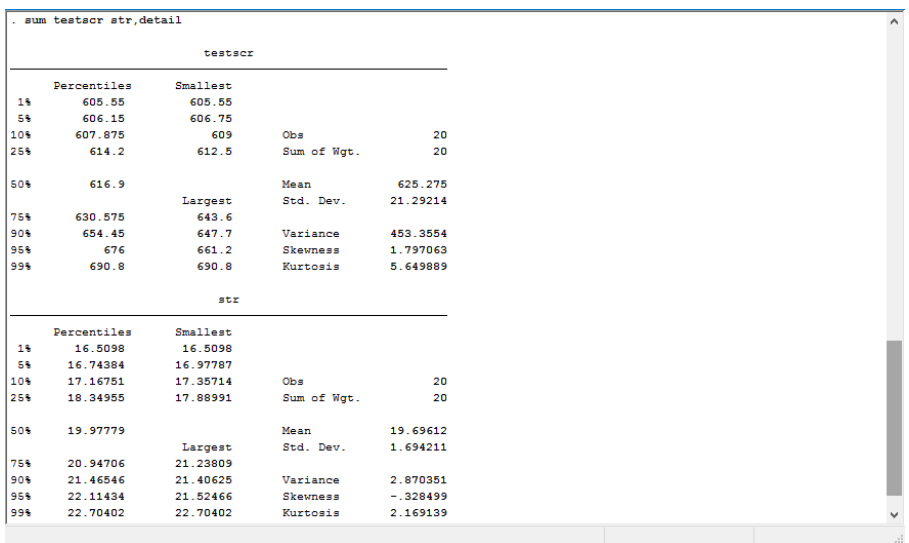 . sum testscr str,detail
testscr
Percentiles Smallest
1% 605.55 605.55
5% 606.15 606.75
10% 607.875 609 Obs 20
25% 614.2 612.5 Sum of Wgt. 20
50% 616.9 Mean 625.275
Largest Std. Dev. 21.29214
75% 630.575 643.6
90% 654.45 647.7 Variance 453.3554
95% 676 661.2 Skewness 1.797063
99% 690.8 690.8 Kurtosis 5.649889
str
Percentiles Smallest
1% 16.5098 16.5098
5% 16.74384 16.97787
10% 17.16751 17.35714 Obs 20
25% 18.34955 17.88991 Sum of Wgt. 20
50% 19.97779 Mean 19.69612
Largest Std. Dev. 1.694211
75% 20.94706 21.23809
90% 21.46546 21.40625 Variance 2.870351
95% 22.11434 21.52466 Skewness -.328499
99% 22.70402 22.70402 Kurtosis 2.169139